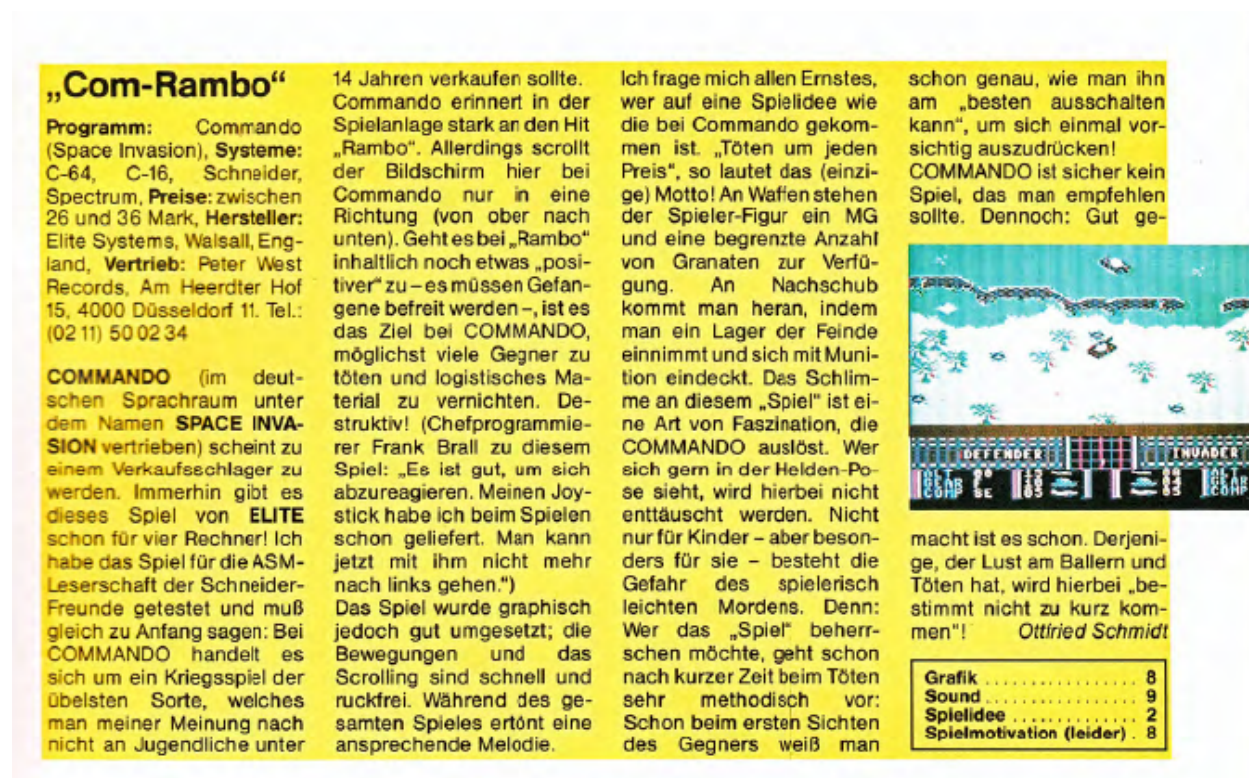 „Com-Rambo“
Programm: Commando
(Space Invasion), Systeme:
C-64, C-16, Schneider,
Spectrum, Preise: zwischen
26 und 36 Mark, Hersteller:
Elite Systems, Walsall, Eng-
land, Vertrieb: Peter West
Records, Am Heerdter Hof
15, 4000 Düsseldorf 11. Tel.:
(02 11) 50 02 34
COMMANDO (im deut-
schen Sprachraum unter
dem Namen SPACE INVA-
SION vertrieben) scheint zu
einem Verkaufsschlager zu
werden. Immerhin gibt es
dieses Spiel von ELITE
schon für vier Rechner! Ich
habe das Spiel für die ASM-
Leserschaft der Schneider-
Freunde getestet und muß
gleich zu Anfang sagen: Bei
COMMANDO handelt es
sich um ein Kriegsspiel der
übelsten Sorte, welches
man meiner Meinung nach
nicht an Jugendliche unter
14 Jahren verkaufen sollte.
Commando erinnert in der
Spielanlage stark an den Hit
„Rambo“. Allerdings scrollt
der Bildschirm hier bei
Commando nur in eine
Richtung (von ober nach
unten). Geht es bei „Rambo“
inhaltlich noch etwas „posi-
tiver“ zu – es müssen Gefan-
gene befreit werden –, ist es
das Ziel bei COMMANDO,
möglichst viele Gegner zu
töten und logistisches Ma-
terial zu vernichten. De-
struktiv! (Chefprogrammie-
rer Frank Brall zu diesem
Spiel: „Es ist gut, um sich
abzureagieren. Meinen Joy-
stick habe ich beim Spielen
schon geliefert. Man kann
jetzt mit ihm nicht mehr
nach links gehen.“)
Das Spiel wurde graphisch
jedoch gut umgesetzt; die
Bewegungen und das
Scrolling sind schnell und
ruckfrei. Während des ge-
samten Spieles ertönt eine
ansprechende Melodie.
Ich frage mich allen Ernstes,
wer auf eine Spielidee wie
die bei Commando gekom-
men ist. „Töten um jeden
Preis“, so lautet das (einzi-
ge) Motto! An Waffen stehen
der Spieler-Figur ein MG
und eine begrenzte Anzahl
von Granaten zur Verfü-
gung. An Nachschub
kommt man heran, indem
man ein Lager der Feinde
einnimmt und sich mit Muni-
tion eindeckt. Das Schlim-
me an diesem „Spiel“ ist ei-
ne Art von Faszination, die
COMMANDO auslöst. Wer
sich gern in der Helden-Po-
se sieht, wird hierbei nicht
enttäuscht werden. Nicht
nur für Kinder – aber beson-
ders für sie – besteht die
Gefahr des spielerisch
leichten Mordens. Denn:
Wer das „Spiel“ beherr-
schen möchte, geht schon
nach kurzer Zeit beim Töten
sehr methodisch vor:
Schon beim ersten Sichten
des Gegners weiß man
schon genau, wie man ihn
am „besten ausschalten
kann“, um sich einmal vor-
sichtig auszudrücken!
COMMANDO ist sicher kein
Spiel, das man empfehlen
sollte. Dennoch: Gut ge-
DEFENDER INVADER
macht ist es schon. Derjeni-
ge, der Lust am Ballern und
Töten hat, wird hierbei „be-
stimmt nicht zu kurz kom-
men“! Ottfried Schmidt
Grafik . . . . . . . . . . . . . . . . . 8
Sound . . . . . . . . . . . . . . . . . 9
Spielidee . . . . . . . . . . . . . . 2
Spielmotivation (leider) . 8